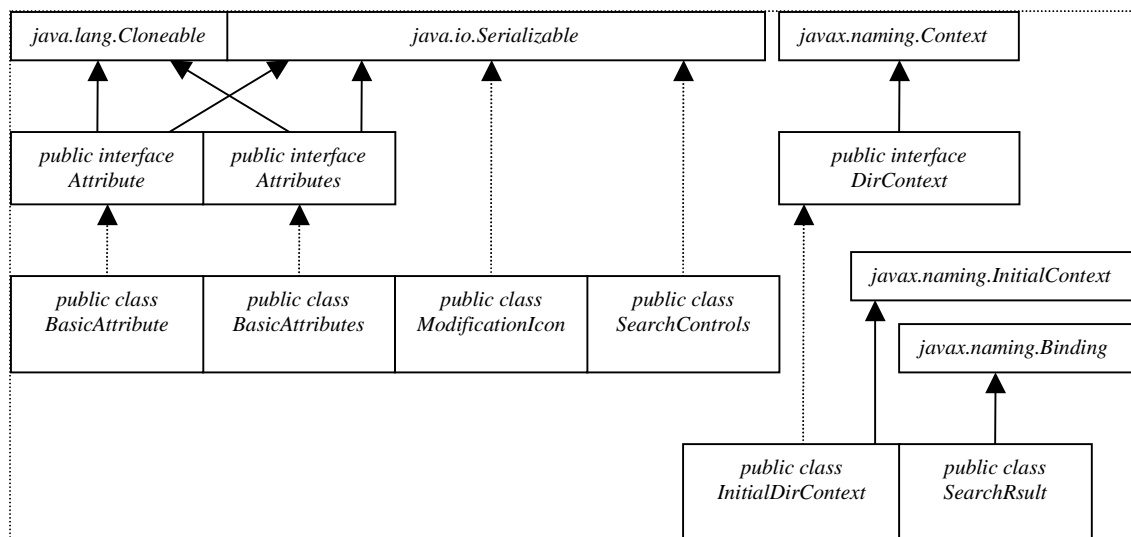 java.lang.Cloneable
java.io.Serializable
javax.naming.Context
public interface
Attribute
public interface
Attributes
public interface
DirContext
javax.naming.InitialContext
public class
BasicAttribute
public class
BasicAttributes
public class
ModificationIcon
public class
SearchControls
javax.naming.Binding
public class
InitialDirContext
public class
SearchRsult